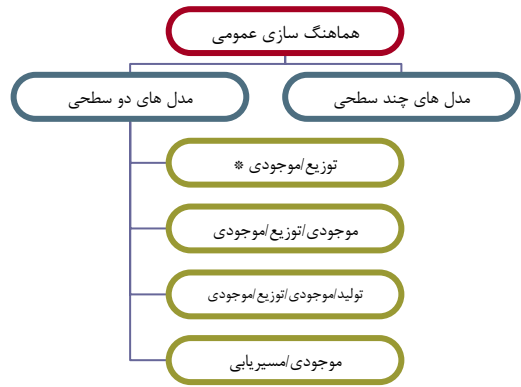 هماهنگ سازی عمومی
مدل های چند سطحی
مدل های دو سطحی
توزیع/موجودی *
موجودی/توزیع/موجودی
تولید/موجودی/توزیع/موجودی
موجودی/مسیریابی